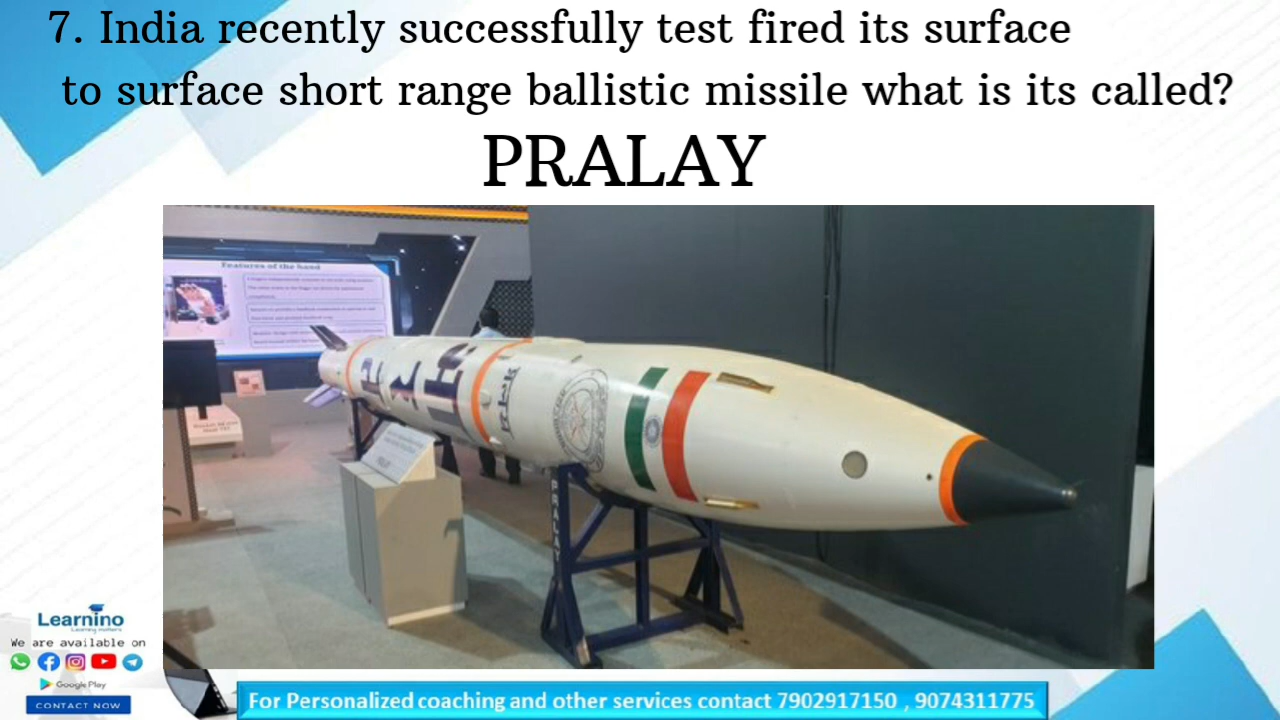 7. India recently successfully test fired its surface
to surface short range ballistic missile what is its called?
PRALAY
Features of the hand
PRALAY
Learnino
Learning matters
We are available on
Google Play
CONTACT NOW
For Personalized coaching and other services contact 7902917150 , 9074311775